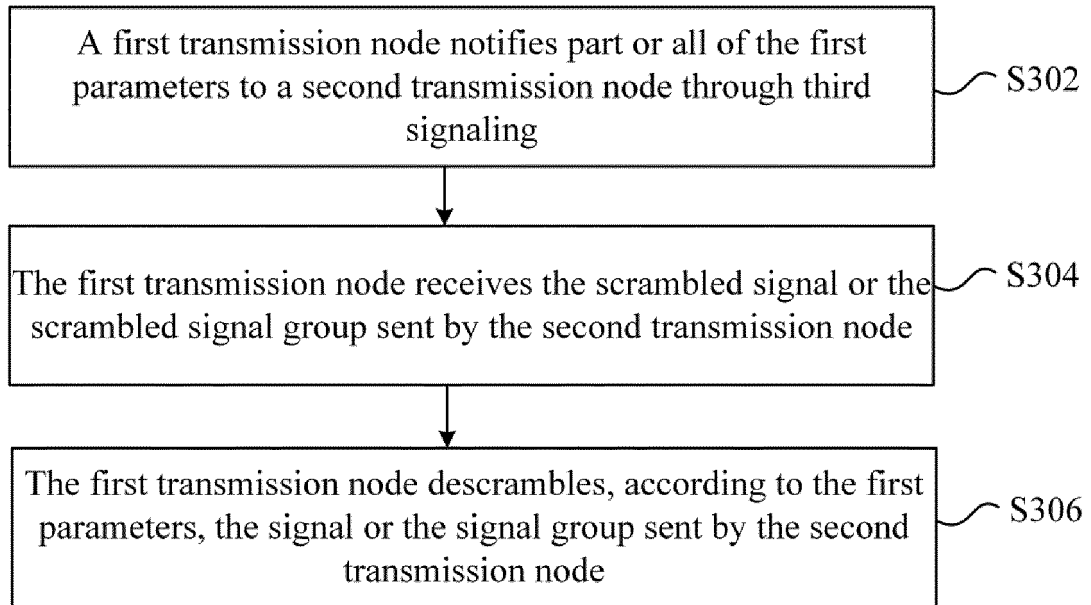 A first transmission node notifies part or all of the first
parameters to a second transmission node through third
signaling
S302
The first transmission node receives the scrambled signal or the
scrambled signal group sent by the second transmission node
S304
The first transmission node descrambles, according to the first
parameters, the signal or the signal group sent by the second
transmission node
S306